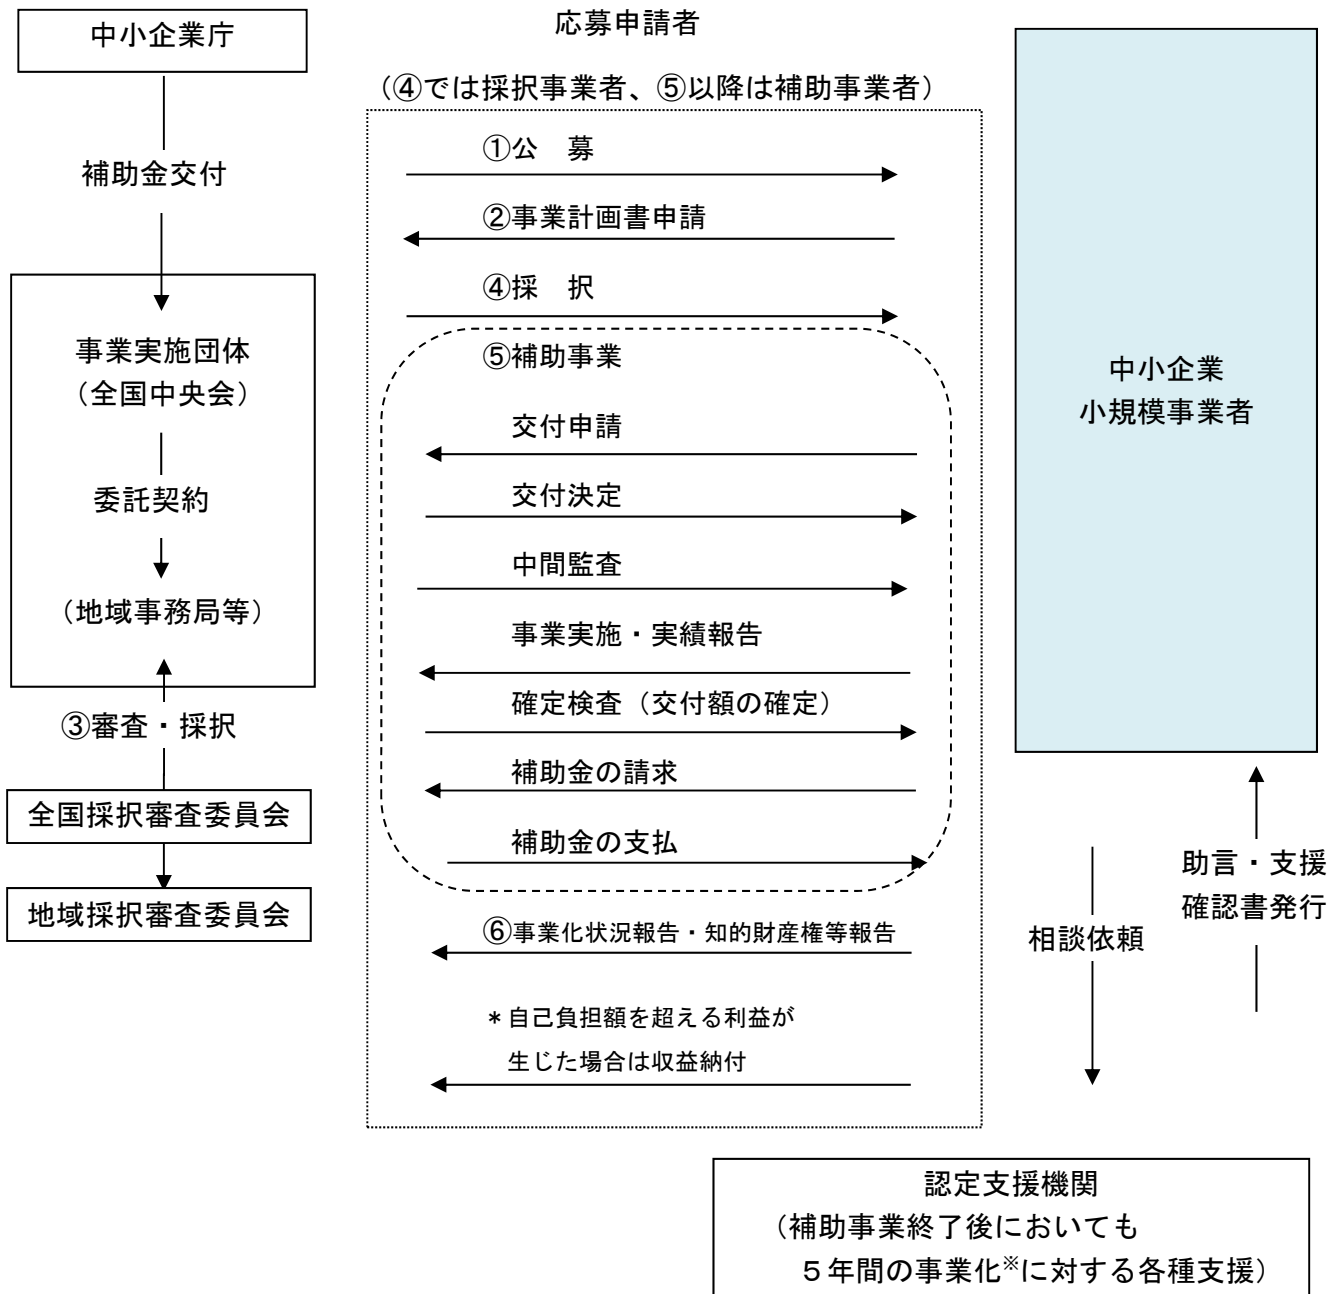 中小企業庁
補助金交付
事業実施団体
（全国中央会）
委託契約
（地域事務局等）
③審査・採択
全国採択審査委員会
地域採択審査委員会
応募申請者
（④では採択事業者、⑤以降は補助事業者）
①公　募
②事業計画書申請
④採　択
⑤補助事業
交付申請
交付決定
中間監査
事業実施・実績報告
確定検査（交付額の確定）
補助金の請求
補助金の支払
⑥事業化状況報告・知的財産権等報告
＊自己負担額を超える利益が
生じた場合は収益納付
中小企業
小規模事業者
助言・支援
確認書発行
相談依頼
認定支援機関
（補助事業終了後においても
５年間の事業化※に対する各種支援）